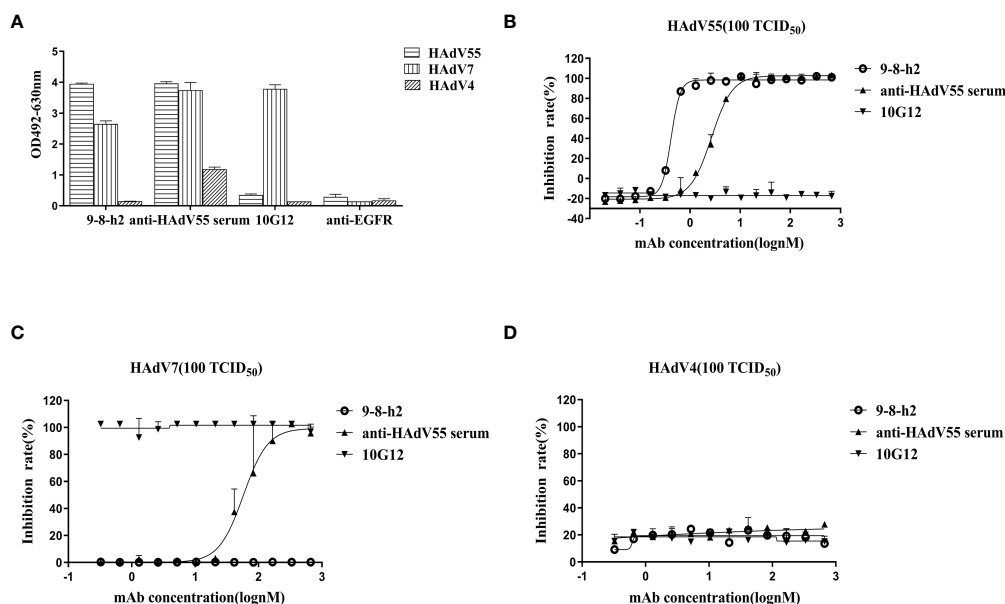 A
OD492-630nm
5
4
3
2
1
0
9-8-h2 anti-HAdV55 serum 10G12 anti-EGFR
HAdV55
HAdV7
HAdV4
B
HAdV55(100 TCID50)
Inhibition rate(%)
120
100
80
60
40
20
0
-20
-40
-1 0 1 2 3
mAb concentration(lognM)
9-8-h2
anti-HAdV55 serum
10G12
C
HAdV7(100 TCID50)
Inhibition rate(%)
120
100
80
60
40
20
0
-1 0 1 2 3
mAb concentration(lognM)
9-8-h2
anti-HAdV55 serum
10G12
D
HAdV4(100 TCID50)
Inhibition rate(%)
120
100
80
60
40
20
0
-1 0 1 2 3
mAb concentration(lognM)
9-8-h2
anti-HAdV55 serum
10G12